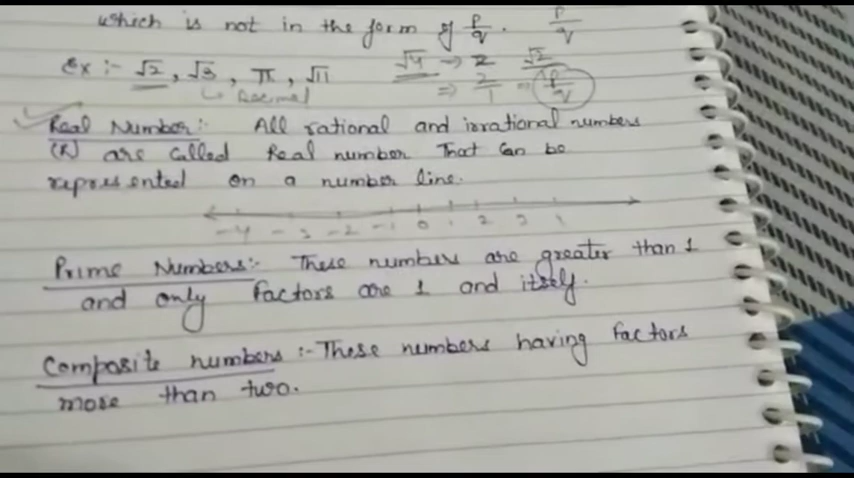 which is not in the form of p/q. p/q
Ex:- √2, √3, π, √11 √4 → 2 √2
↳ Decimal ⇒ 2/1 ⇒ p/q
Real Number:- All rational and irrational numbers
(R) are called Real number That Can be
represented on a number line.
-4 -3 -2 -1 0 1 2 3
Prime Numbers:- These numbers are greater than 1
and only factors are 1 and itself.
Composite numbers :- These numbers having factors
more than two.